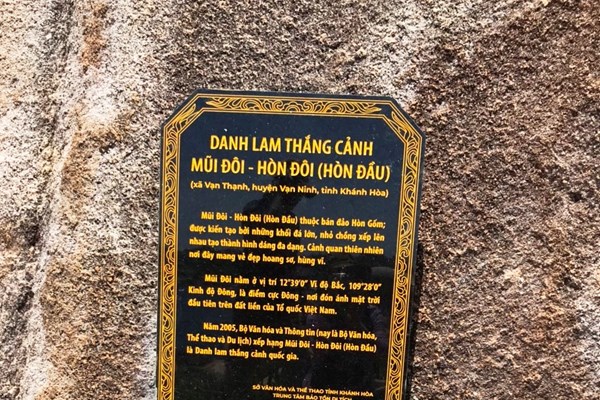 DANH LAM THẮNG CẢNH
MŨI ĐÔI - HÒN ĐÔI (HÒN ĐẦU)
(xã Vạn Thạnh, huyện Vạn Ninh, tỉnh Khánh Hòa)
Mũi Đôi - Hòn Đôi (Hòn Đầu) thuộc bán đảo Hòn Gốm;
được kiến tạo bởi những khối đá lớn, nhỏ chồng xếp lên
nhau tạo thành hình dáng đa dạng. Cảnh quan thiên nhiên
nơi đây mang vẻ đẹp hoang sơ, hùng vĩ.
Mũi Đôi nằm ở vị trí 12°39'0" Vĩ độ Bắc, 109°28'0"
Kinh độ Đông, là điểm cực Đông - nơi đón ánh mặt trời
đầu tiên trên đất liền của Tổ quốc Việt Nam.
Năm 2005, Bộ Văn hóa và Thông tin (nay là Bộ Văn hóa,
Thể thao và Du lịch) xếp hạng Mũi Đôi - Hòn Đôi (Hòn Đầu)
là Danh lam thắng cảnh quốc gia.
SỞ VĂN HÓA VÀ THỂ THAO TỈNH KHÁNH HÒA
TRUNG TÂM BẢO TỒN DI TÍCH